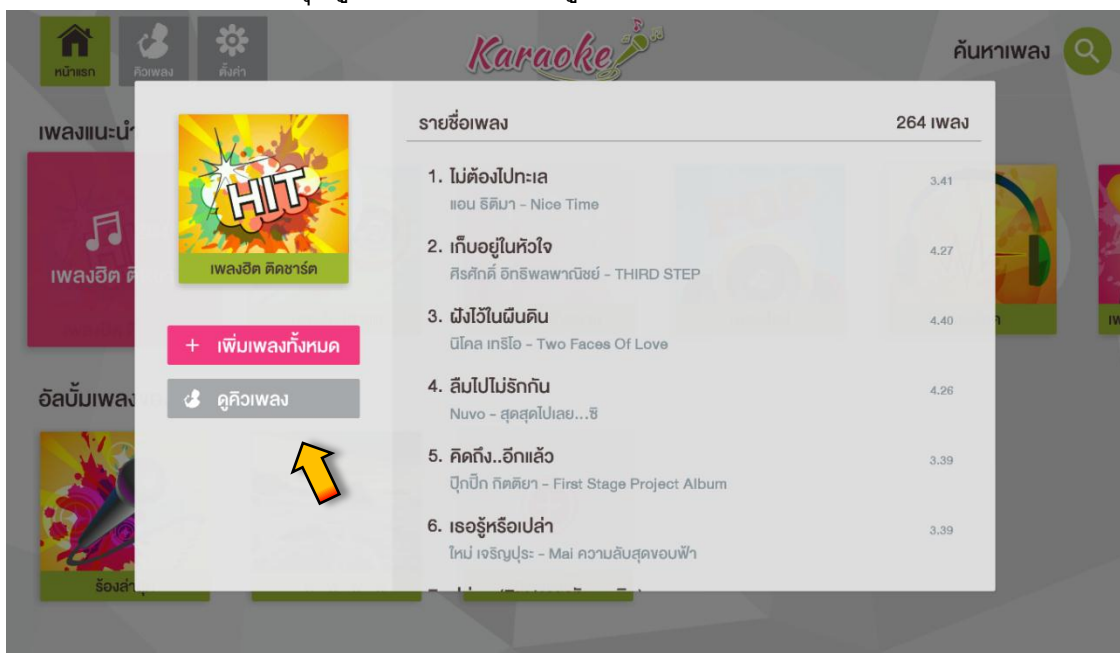 หน้าแรก
คิวเพลง
ตั้งค่า
Karaoke
ค้นหาเพลง
เพลงแนะนำ
รายชื่อเพลง
264 เพลง
HIT
เพลงฮิต ติดชาร์ต
เพลงฮิต
+ เพิ่มเพลงทั้งหมด
ดูคิวเพลง
1. ไม่ต้องไปทะเล
3.41
แอน ธิติมา - Nice Time
2. เก็บอยู่ในหัวใจ
4.27
ศิรศักดิ์ อิทธิพลพาณิชย์ - THIRD STEP
3. ฝังไว้ในผืนดิน
4.40
นิโคล เทริโอ - Two Faces Of Love
4. ลืมไปไม่รักกัน
4.26
Nuvo - สุดสุดไปเลย...ซิ
5. คิดถึง..อีกแล้ว
3.39
ปุ๊กปิ๊ก กิตติยา - First Stage Project Album
6. เธอรู้หรือเปล่า
3.39
ใหม่ เจริญปุระ - Mai ความลับสุดขอบฟ้า
อัลบั้มเพลง